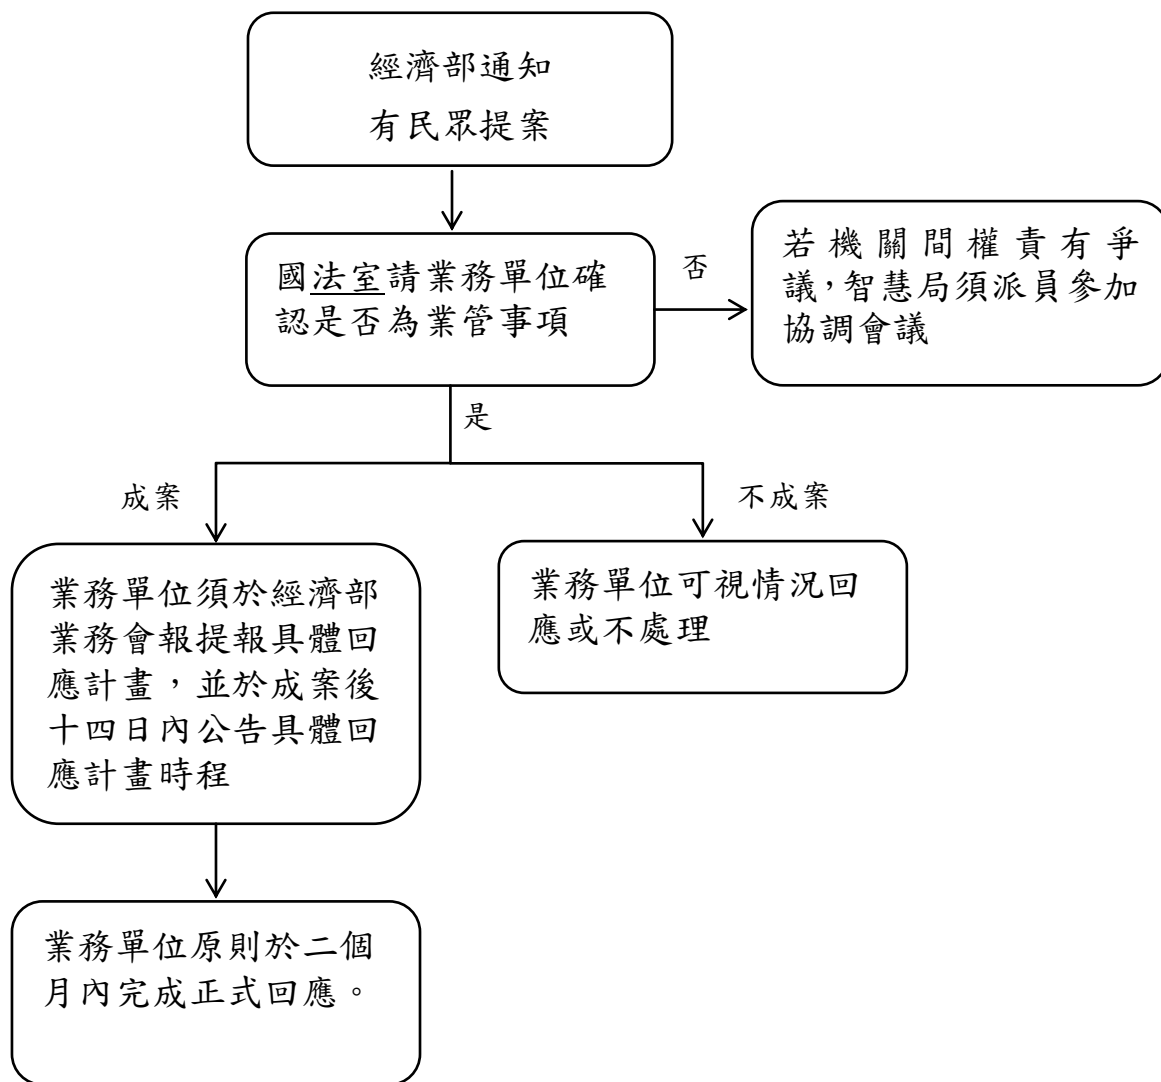 經濟部通知
有民眾提案
國法室請業務單位確
認是否為業管事項
否
若機關間權責有爭
議，智慧局須派員參加
協調會議
是
成案
不成案
業務單位須於經濟部
業務會報提報具體回
應計畫，並於成案後
十四日內公告具體回
應計畫時程
業務單位可視情況回
應或不處理
業務單位原則於二個
月內完成正式回應。